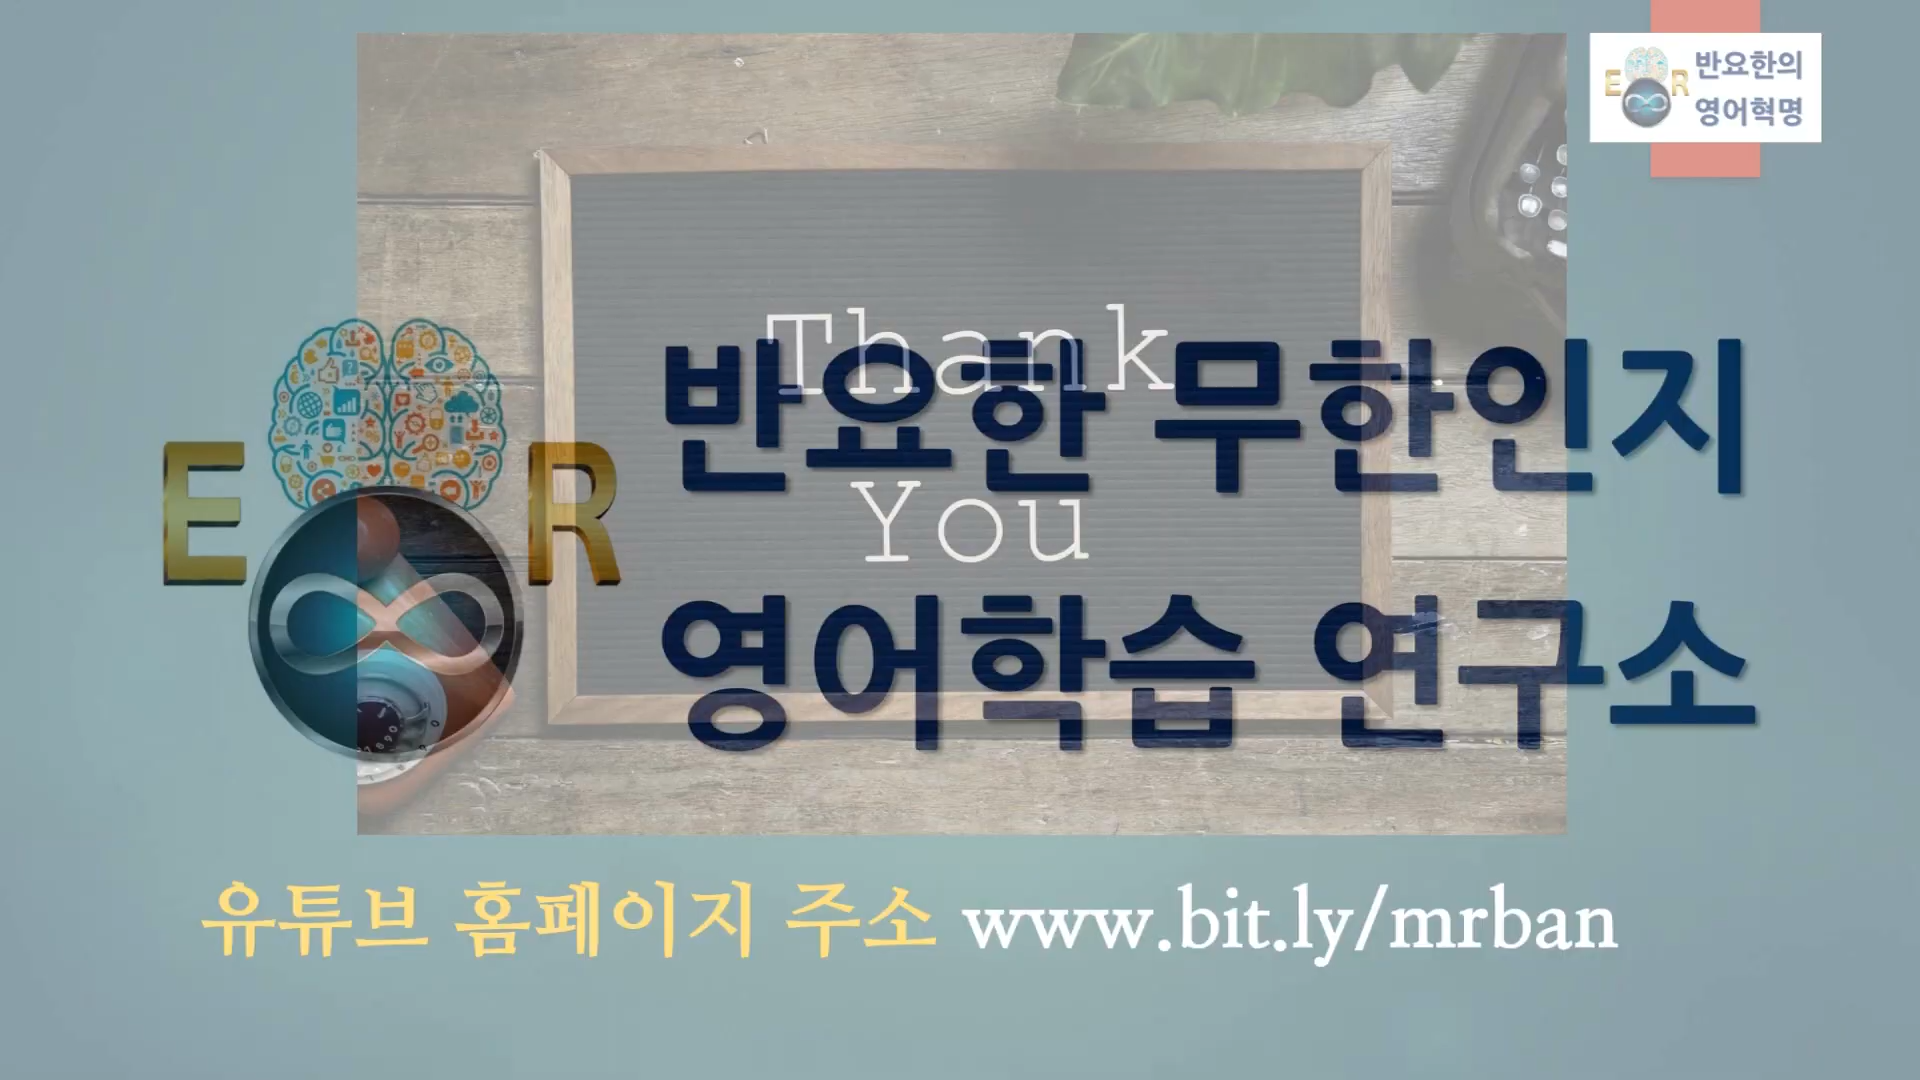 E R 반요한의
영어혁명
Thank
You
E R
반요한 무한인지
영어학습 연구소
유튜브 홈페이지 주소 www.bit.ly/mrban